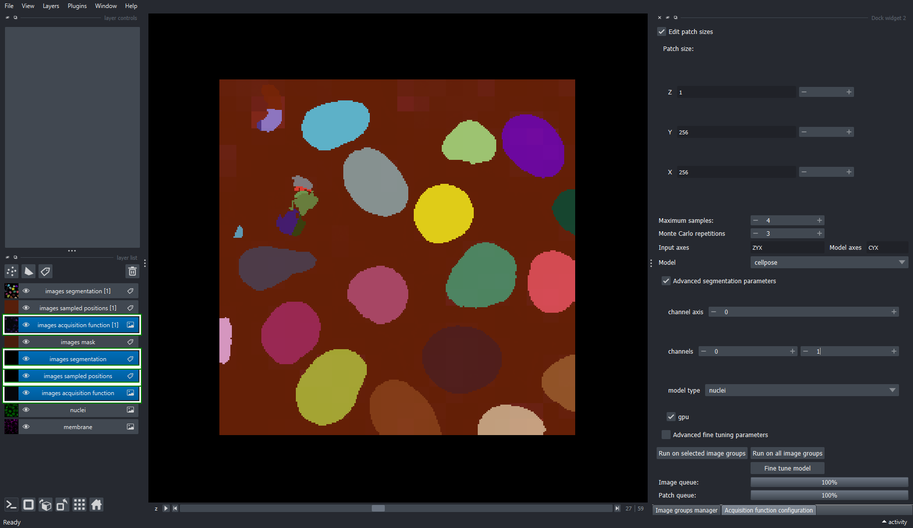 File View Layers Plugins Window Help
layer controls
Dock widget 2
Edit patch sizes
Patch size:
Z 1
Y 256
X 256
Maximum samples: 4
Monte Carlo repetitions 3
Input axes ZYX Model axes CYX
Model cellpose
Advanced segmentation parameters
channel axis 0
channels 0 1
model type nuclei
gpu
Advanced fine tuning parameters
Run on selected image groups Run on all image groups
Fine tune model
Image queue: 100%
Patch queue: 100%
Image groups manager Acquisition function configuration
layer list
images segmentation [1]
images sampled positions [1]
images acquisition function [1]
images mask
images segmentation
images sampled positions
images acquisition function
nuclei
membrane
z 27 59
Ready
activity